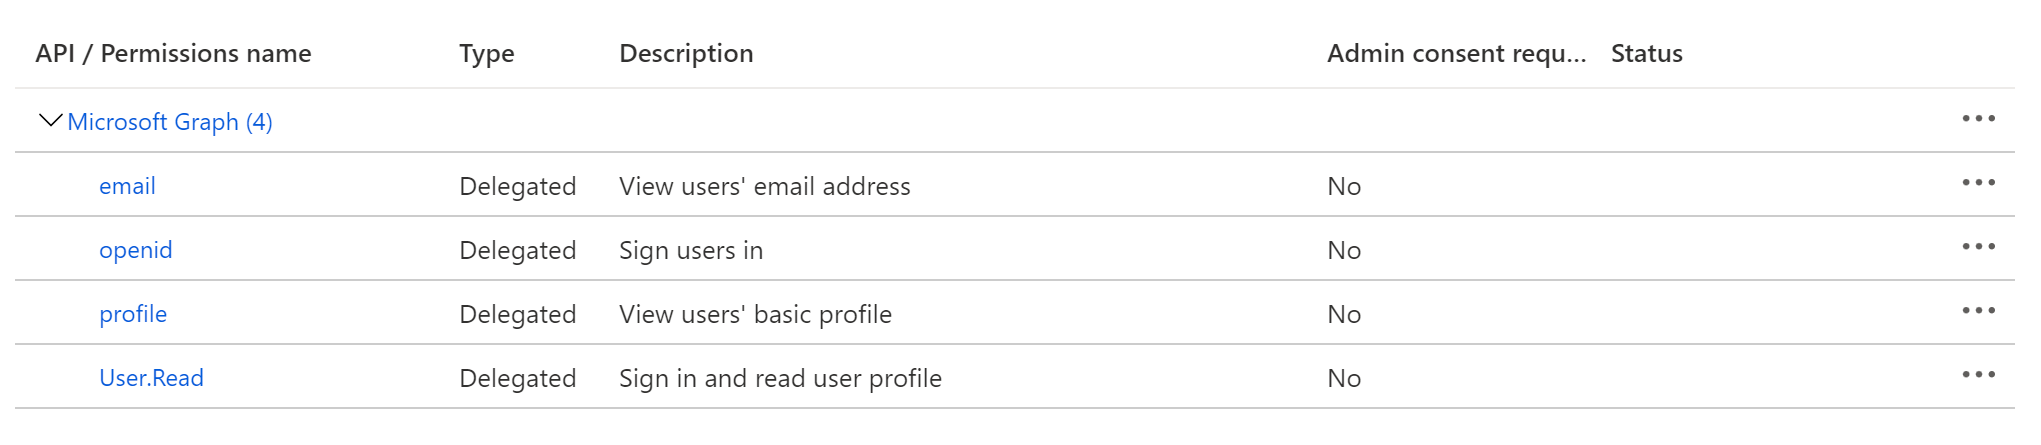 API / Permissions name Type Description Admin consent requ... Status
Microsoft Graph (4)
email Delegated View users' email address No
openid Delegated Sign users in No
profile Delegated View users' basic profile No
User.Read Delegated Sign in and read user profile No